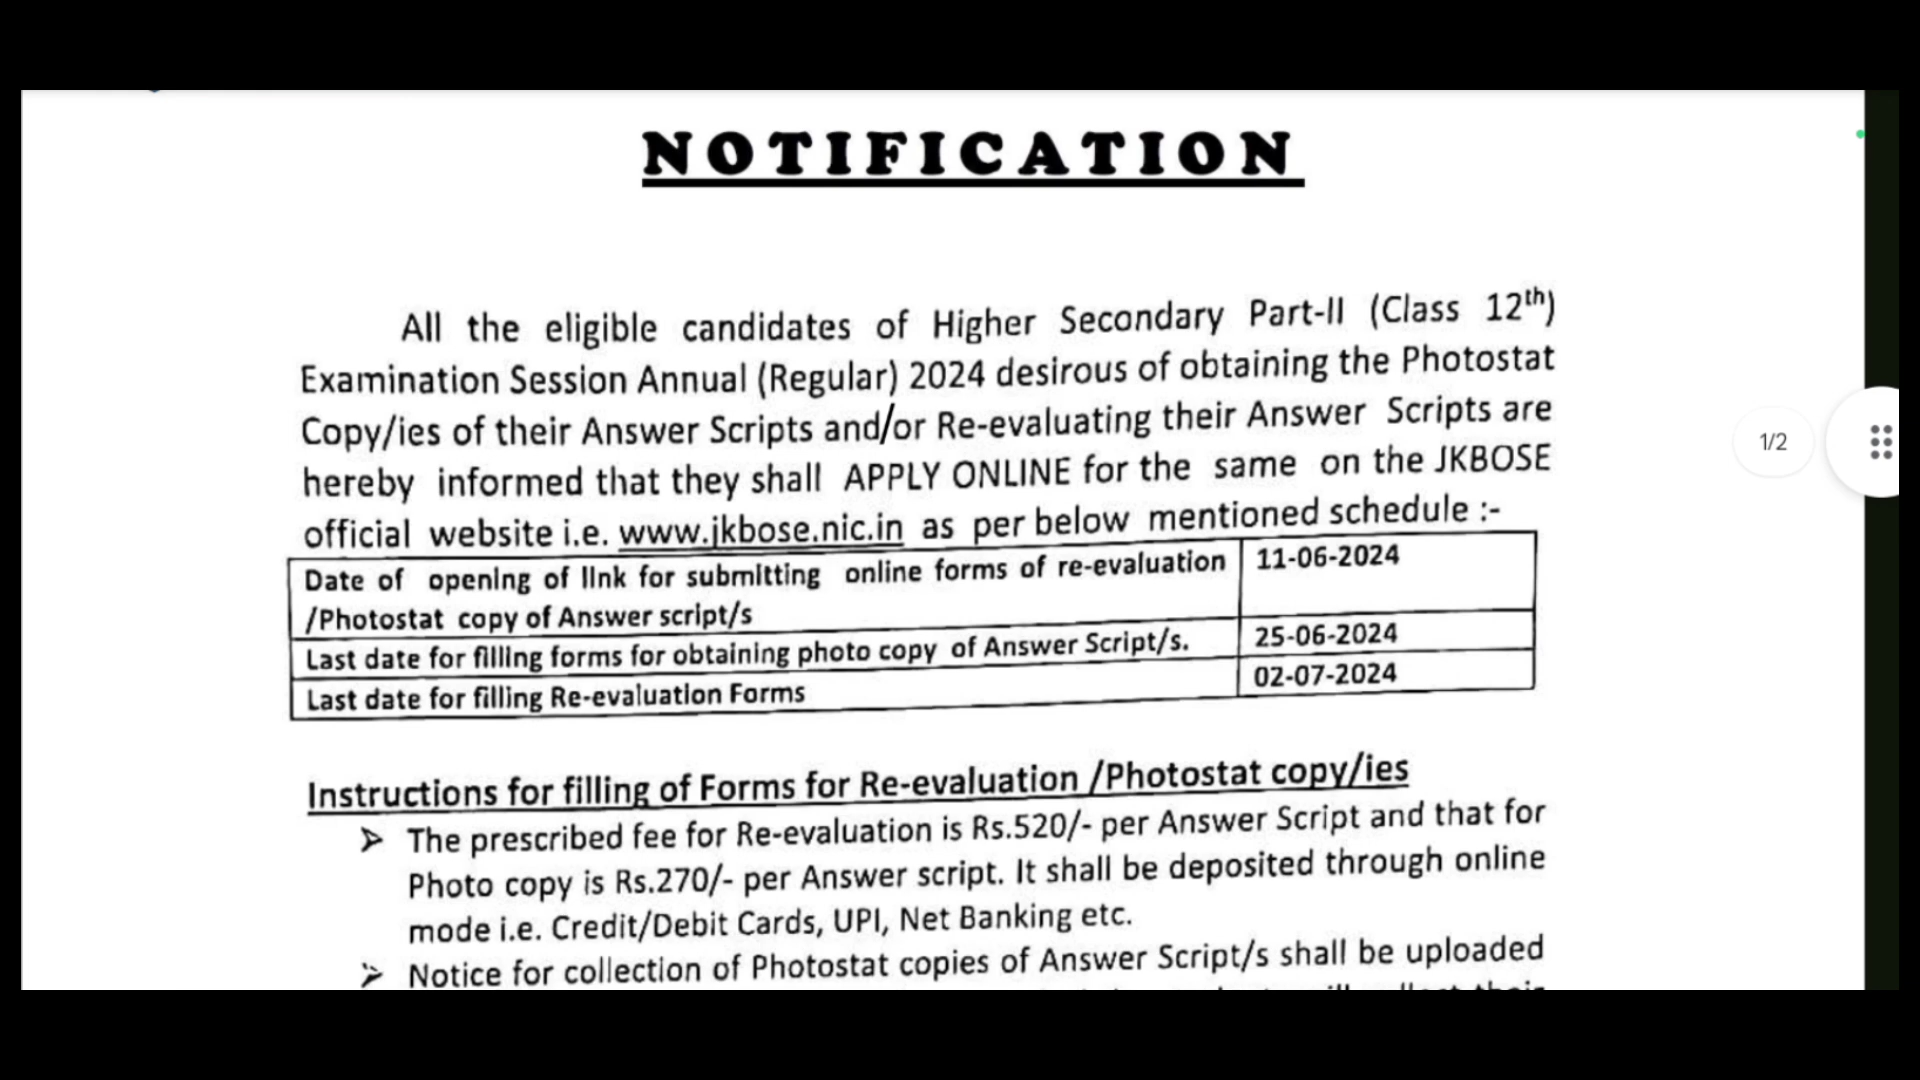 NOTIFICATION
All the eligible candidates of Higher Secondary Part-II (Class 12th)
Examination Session Annual (Regular) 2024 desirous of obtaining the Photostat
Copy/ies of their Answer Scripts and/or Re-evaluating their Answer Scripts are
hereby informed that they shall APPLY ONLINE for the same on the JKBOSE
official website i.e. www.jkbose.nic.in as per below mentioned schedule :-
Date of opening of link for submitting online forms of re-evaluation 11-06-2024
/Photostat copy of Answer script/s
Last date for filling forms for obtaining photo copy of Answer Script/s. 25-06-2024
Last date for filling Re-evaluation Forms 02-07-2024
1/2
Instructions for filling of Forms for Re-evaluation /Photostat copy/ies
➢ The prescribed fee for Re-evaluation is Rs.520/- per Answer Script and that for
Photo copy is Rs.270/- per Answer script. It shall be deposited through online
mode i.e. Credit/Debit Cards, UPI, Net Banking etc.
➢ Notice for collection of Photostat copies of Answer Script/s shall be uploaded